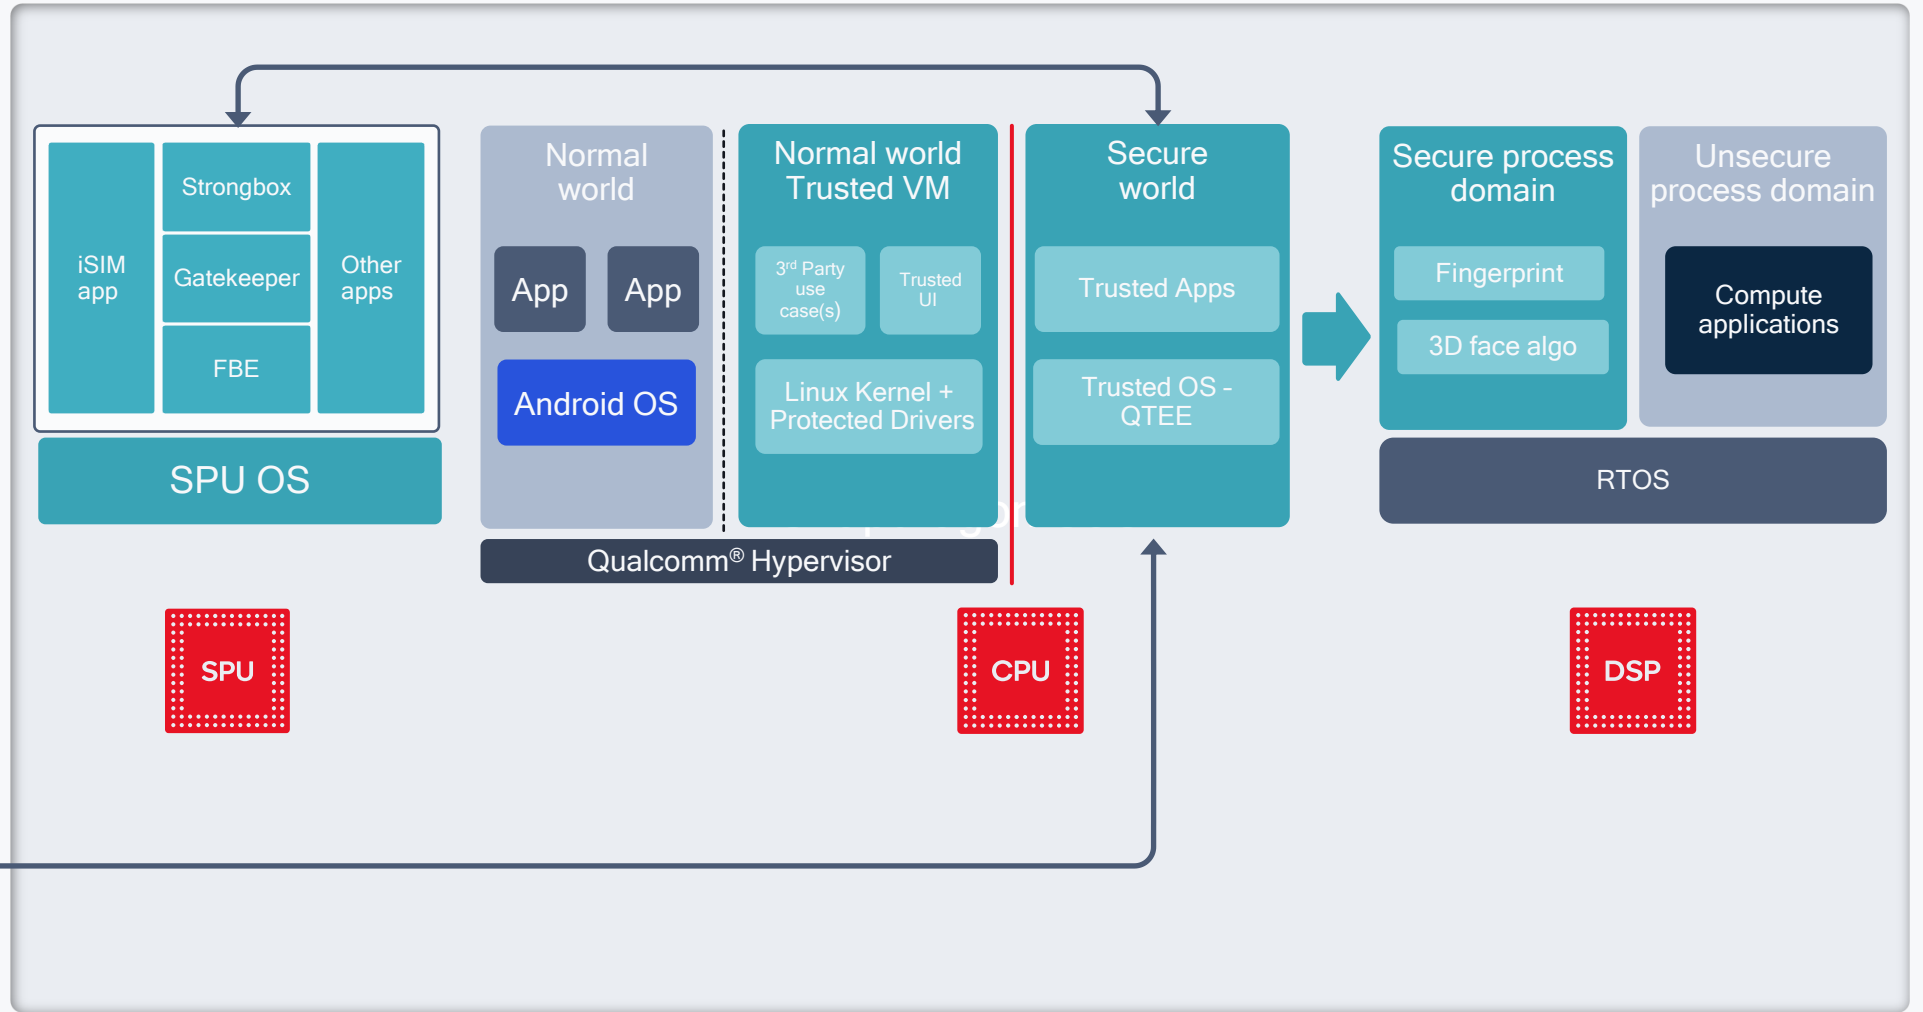 iSIM
app
Strongbox
Gatekeeper
FBE
Other
apps
SPU OS
SPU
Normal
world
App
App
Android OS
Normal world
Trusted VM
3rd Party
use
case(s)
Trusted
UI
Linux Kernel +
Protected Drivers
Qualcomm® Hypervisor
Secure
world
Trusted Apps
Trusted OS -
QTEE
CPU
Secure process
domain
Fingerprint
3D face algo
Unsecure
process domain
Compute
applications
RTOS
DSP